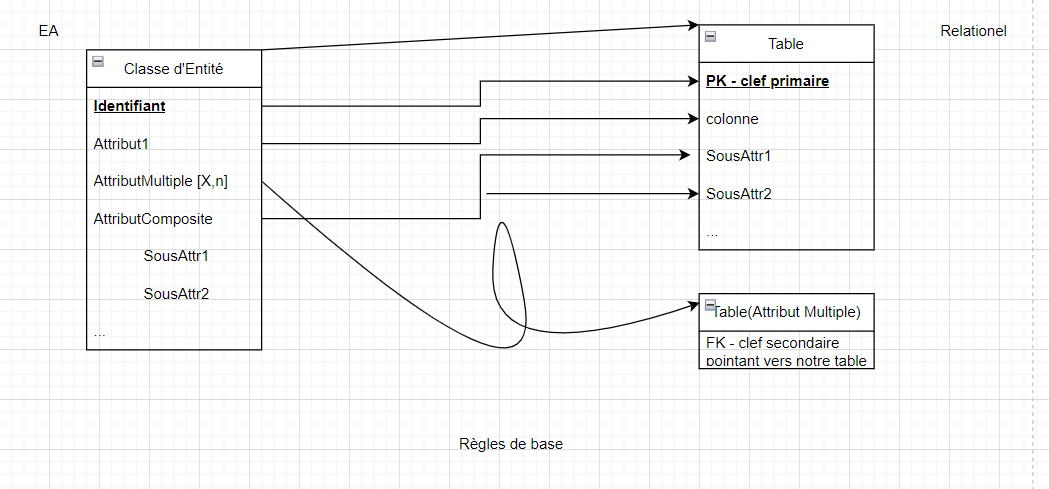 EA
Relationel
Classe d'Entité
Identifiant
Attribut1
AttributMultiple [X,n]
AttributComposite
SousAttr1
SousAttr2
...
Table
PK - clef primaire
colonne
SousAttr1
SousAttr2
...
Table(Attribut Multiple)
FK - clef secondaire
pointant vers notre table
Règles de base